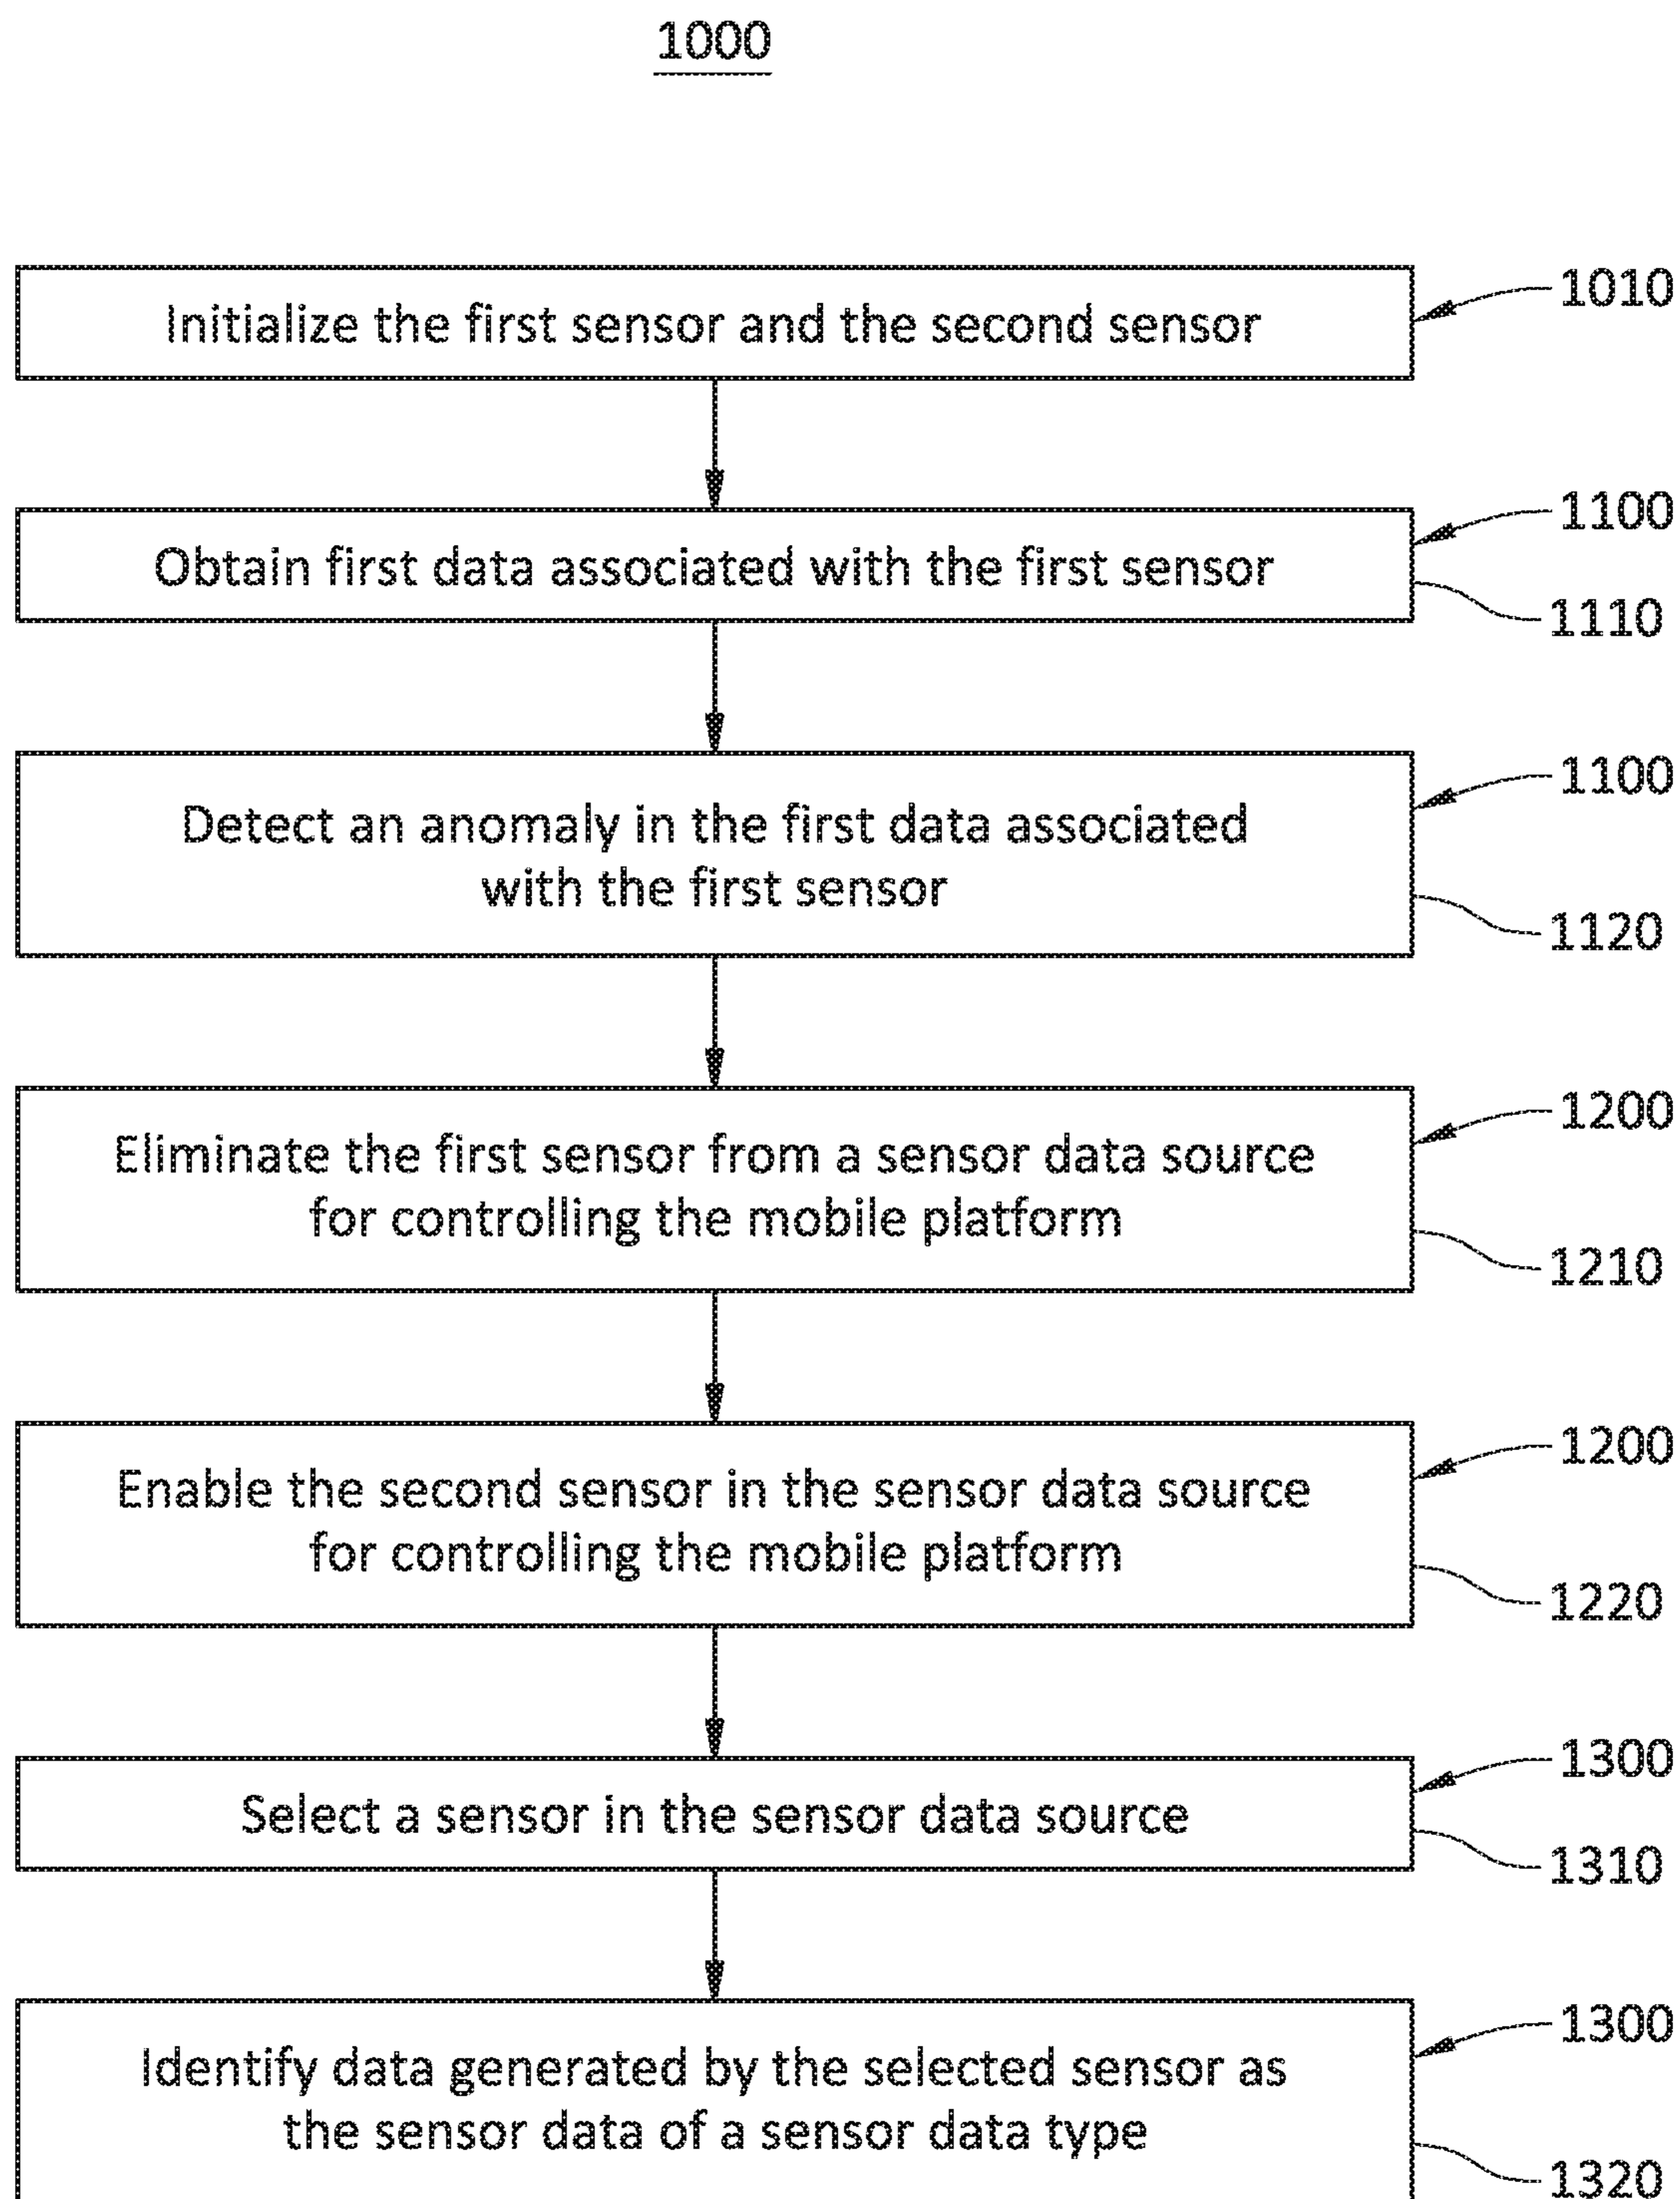 1000
Initialize the first sensor and the second sensor
1010
Obtain first data associated with the first sensor
1100
1110
Detect an anomaly in the first data associated
with the first sensor
1100
1120
Eliminate the first sensor from a sensor data source
for controlling the mobile platform
1200
1210
Enable the second sensor in the sensor data source
for controlling the mobile platform
1200
1220
Select a sensor in the sensor data source
1300
1310
Identify data generated by the selected sensor as
the sensor data of a sensor data type
1300
1320